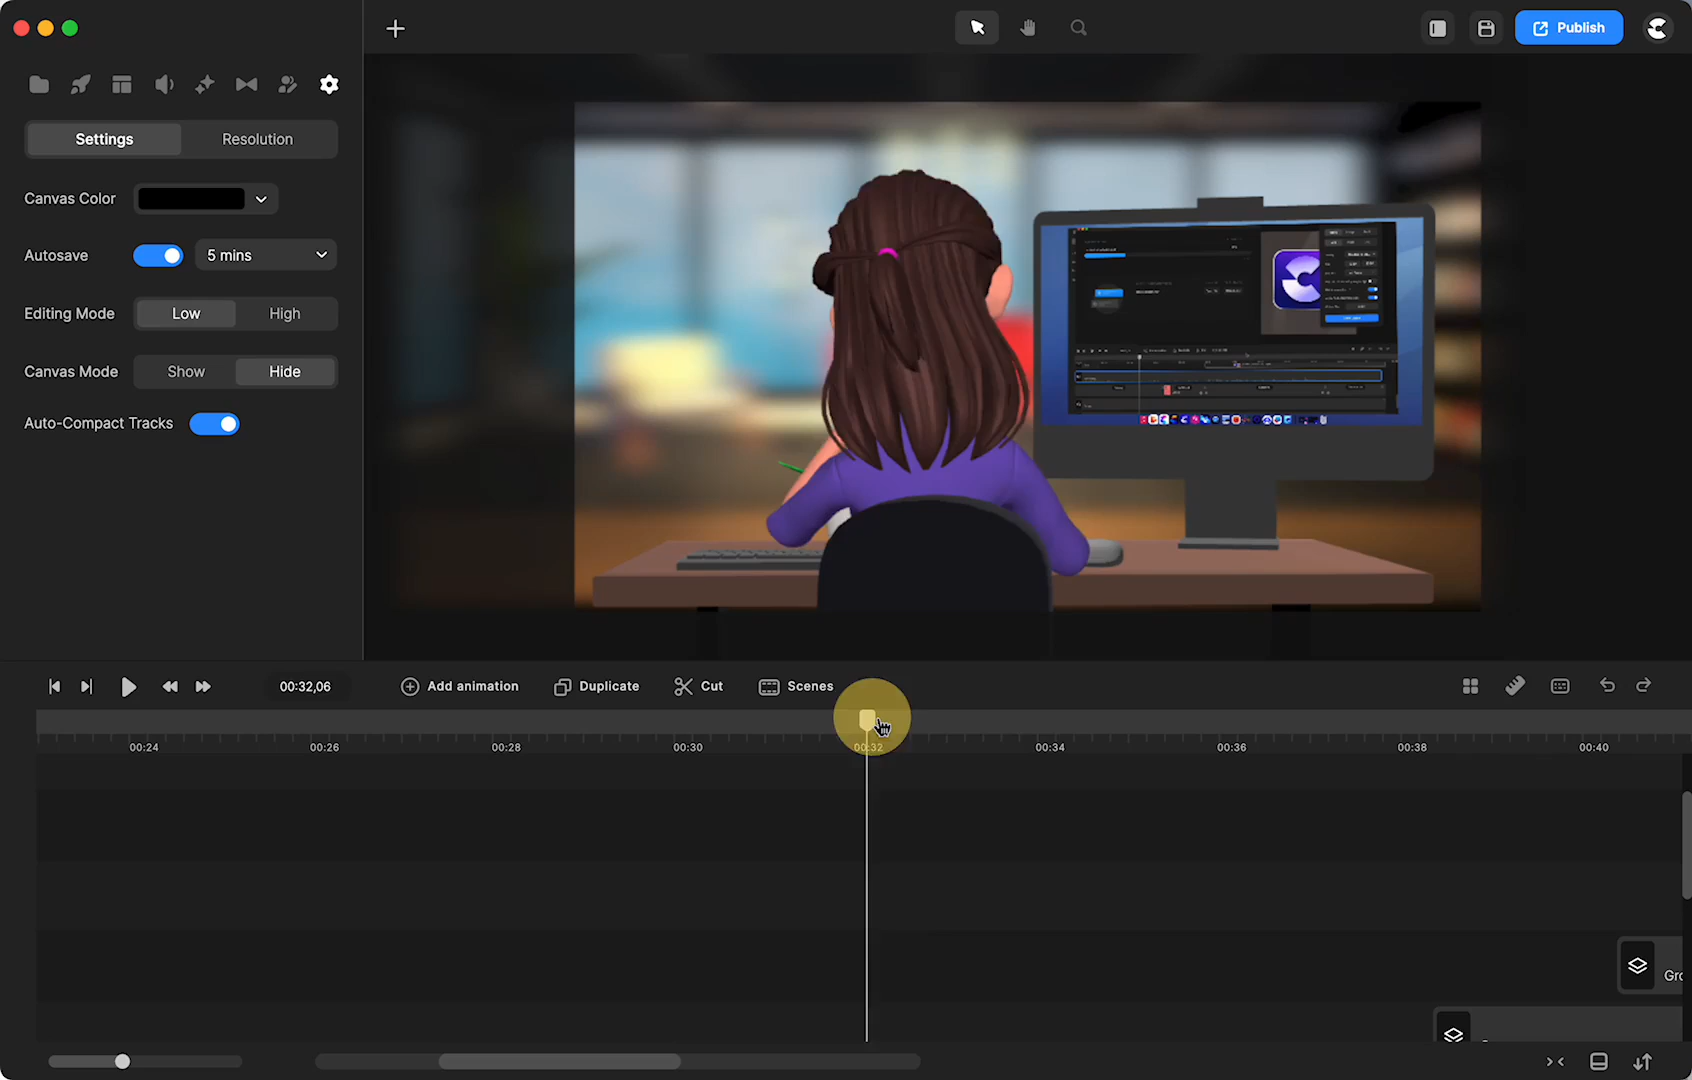 Publish
Settings
Resolution
Canvas Color
Autosave
5 mins
Editing Mode
Low
High
Canvas Mode
Show
Hide
Auto-Compact Tracks
00:32,06
Add animation
Duplicate
Cut
Scenes
00:24
00:26
00:28
00:30
00:32
00:34
00:36
00:38
00:40
Gro